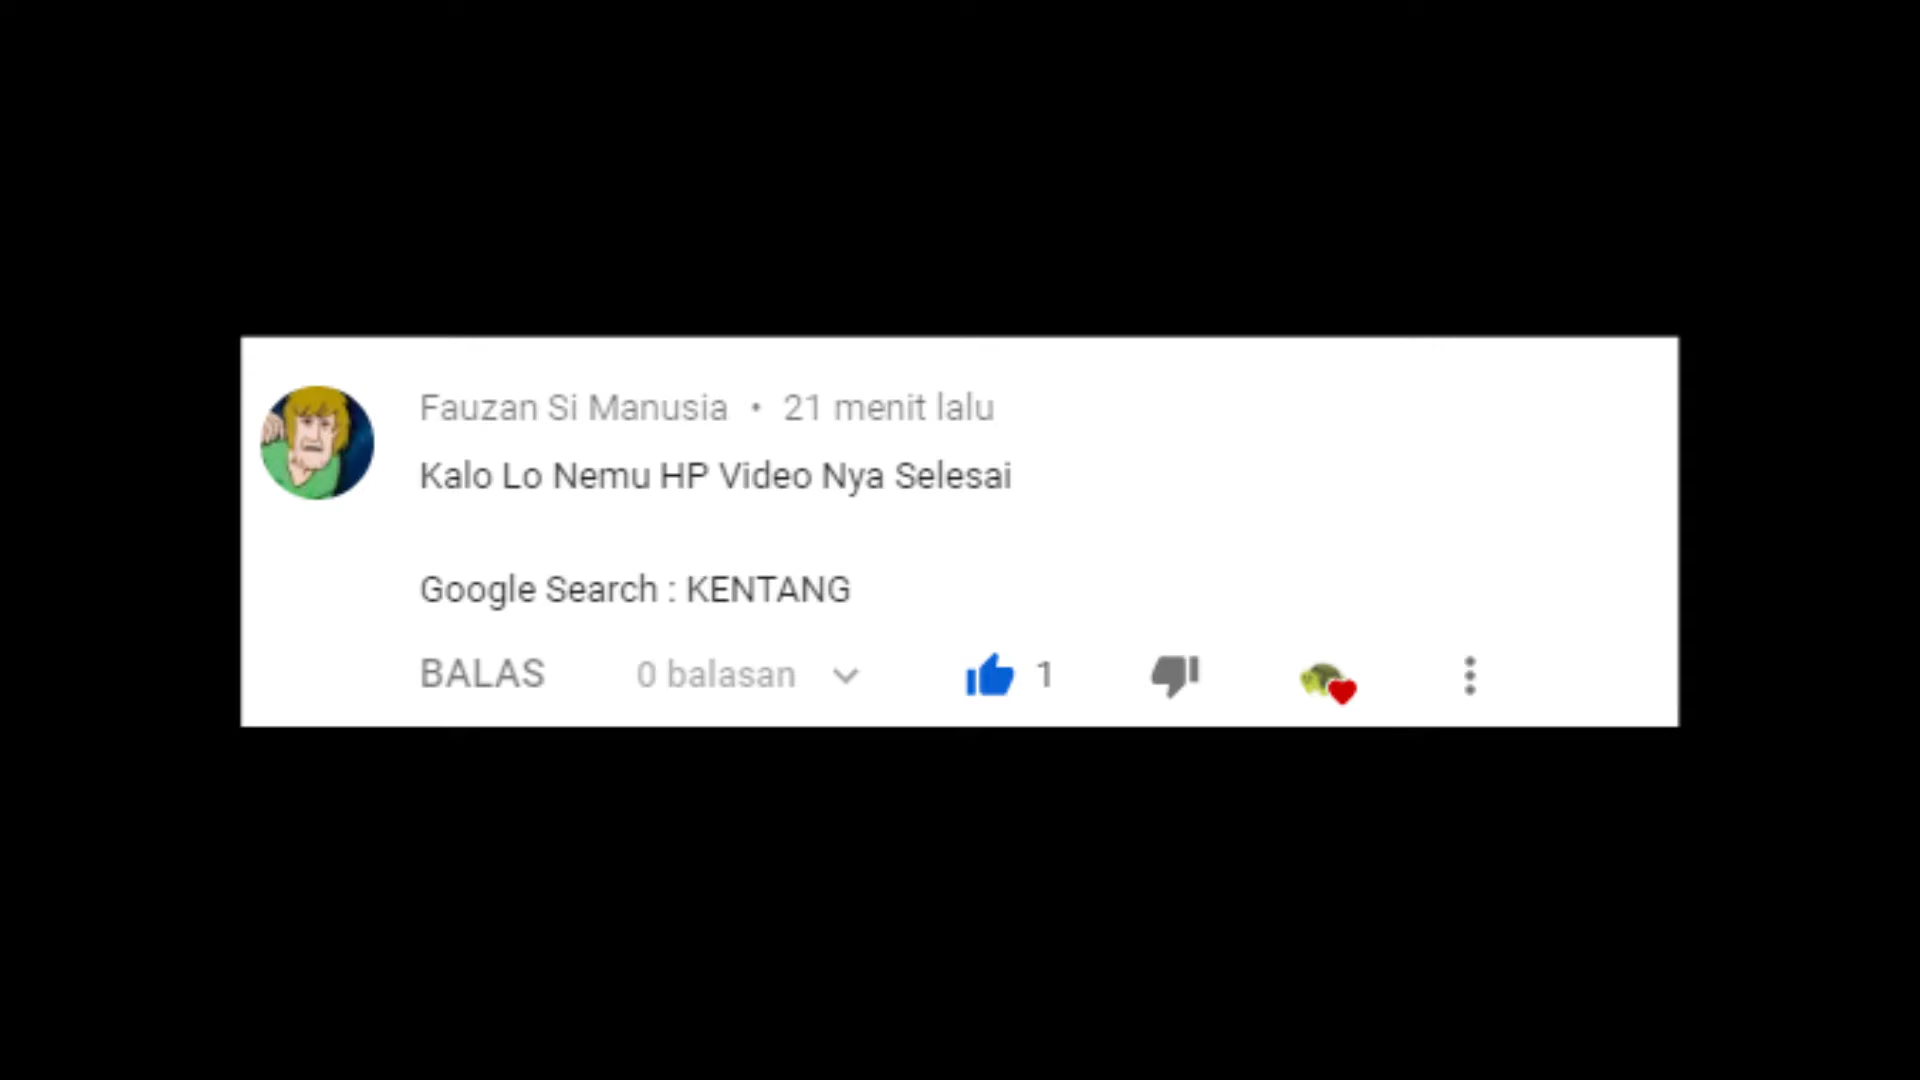 Fauzan Si Manusia • 21 menit lalu
Kalo Lo Nemu HP Video Nya Selesai
Google Search : KENTANG
BALAS 0 balasan 1